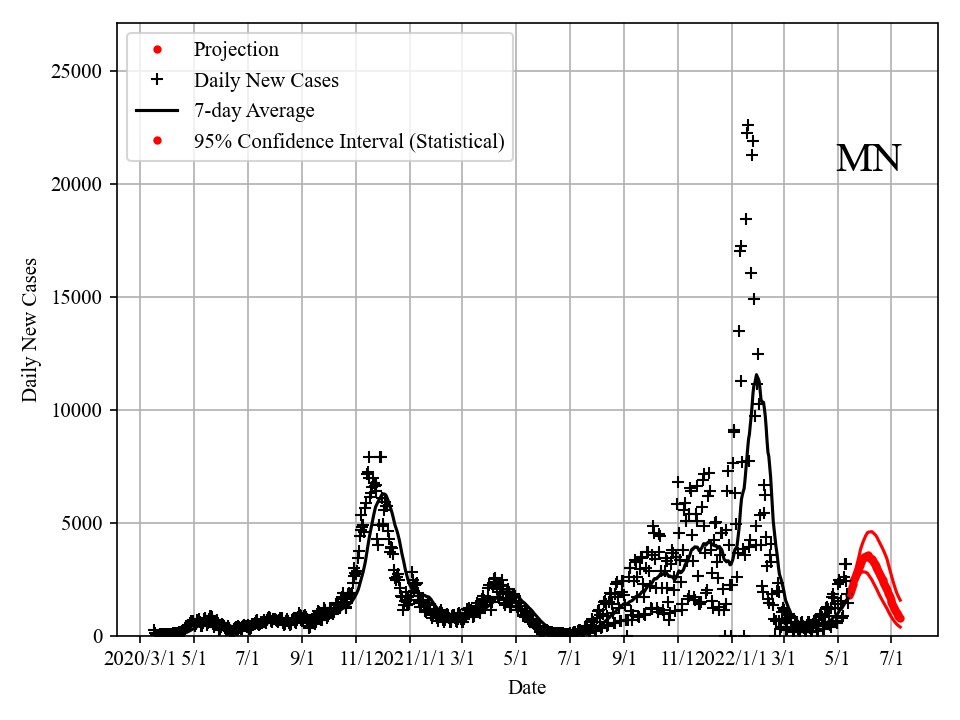 Projection
Daily New Cases
7-day Average
95% Confidence Interval (Statistical)
MN
25000
20000
15000
10000
5000
0
Daily New Cases
2020/3/1 5/1 7/1 9/1 11/1 2021/1/1 3/1 5/1 7/1 9/1 11/1 2022/1/1 3/1 5/1 7/1
Date